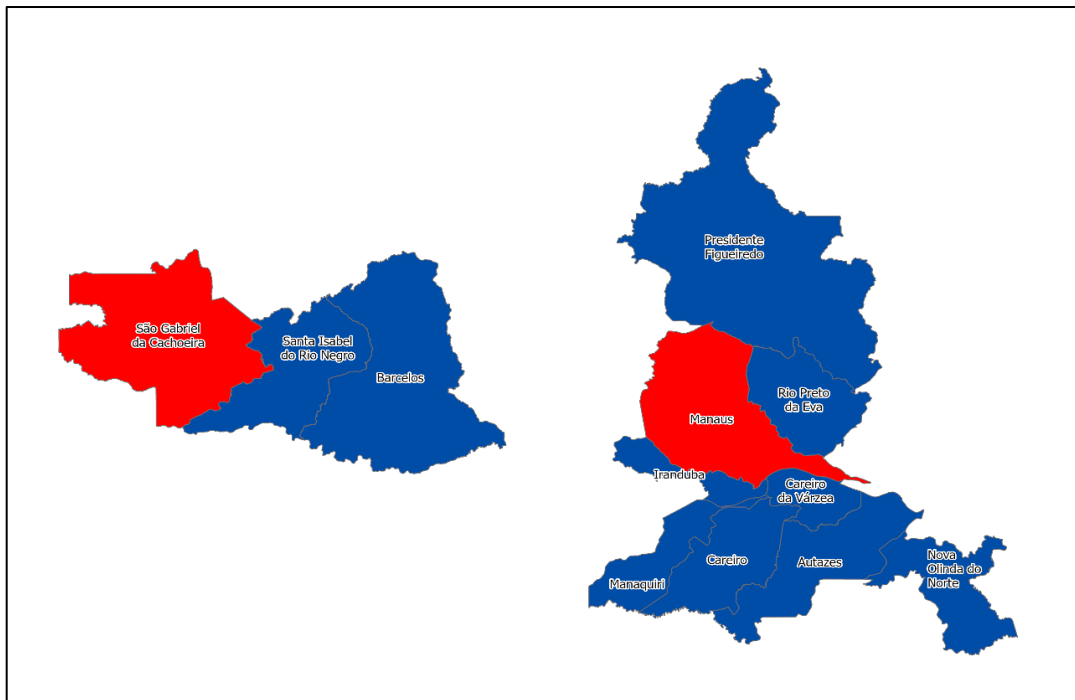 São Gabriel
da Cachoeira
Santa Isabel
do Rio Negro
Barcelos
Presidente
Figueiredo
Rio Preto
da Eva
Manaus
Iranduba
Careiro
da Várzea
Manaquiri
Careiro
Autazes
Nova
Olinda do
Norte